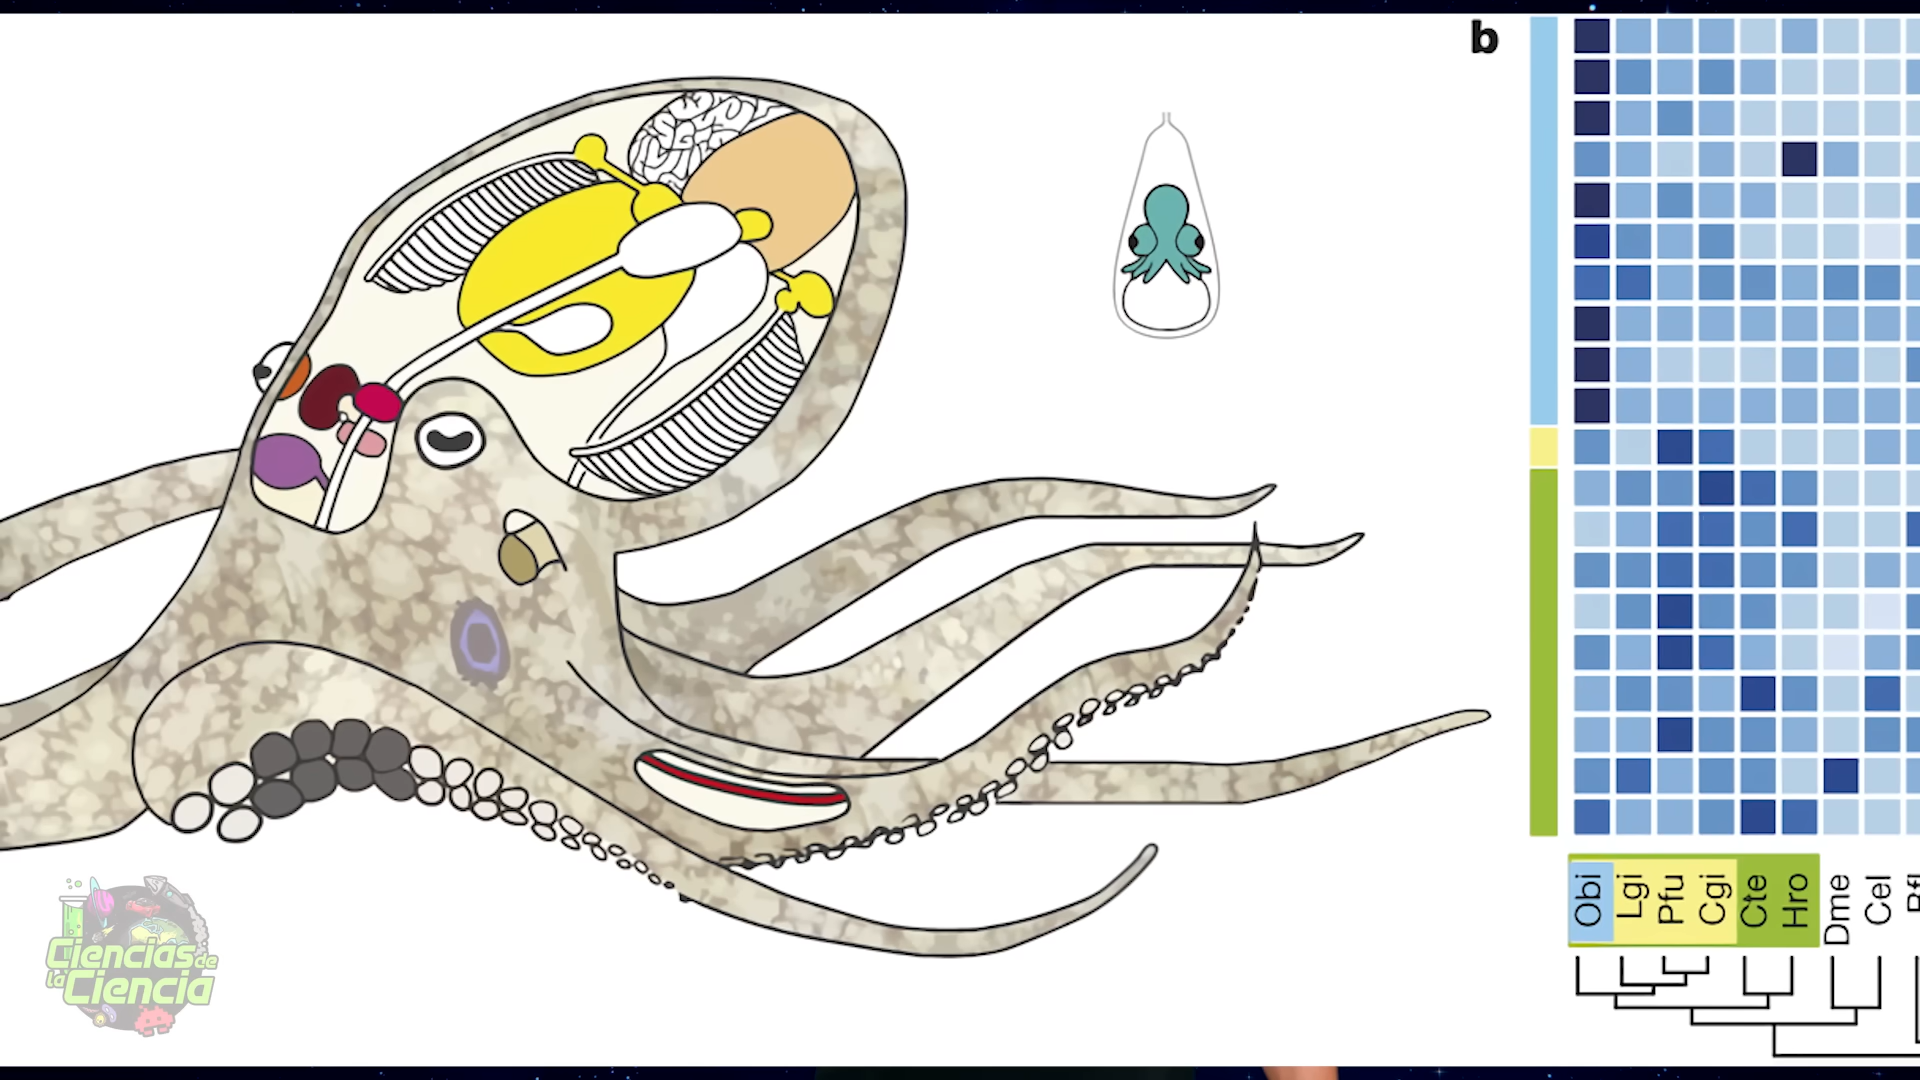 b
Obi
Lgi
Pfu
Cgi
Cte
Hro
Dme
Cel
Ciencias de
la Ciencia